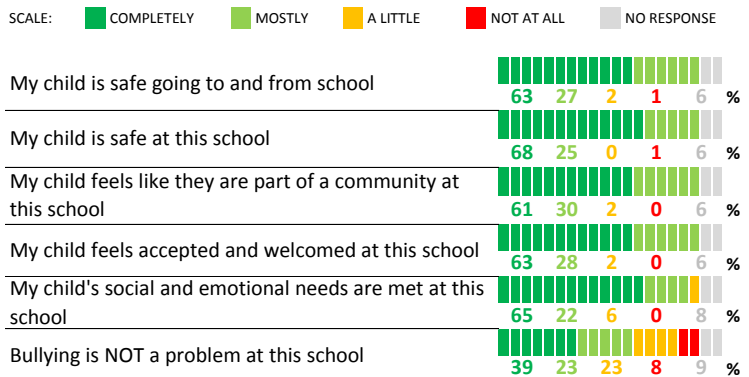 SCALE: COMPLETELY MOSTLY A LITTLE NOT AT ALL NO RESPONSE
My child is safe going to and from school
63 27 2 1 6 %
My child is safe at this school
68 25 0 1 6 %
My child feels like they are part of a community at
this school
61 30 2 0 6 %
My child feels accepted and welcomed at this school
63 28 2 0 6 %
My child's social and emotional needs are met at this
school
65 22 6 0 8 %
Bullying is NOT a problem at this school
39 23 23 8 9 %